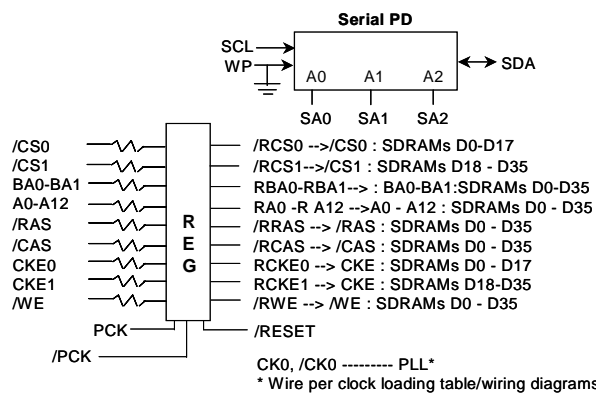 Serial PD
SCL
WP
A0 A1 A2
SDA
SA0 SA1 SA2
/CS0
/CS1
BA0-BA1
A0-A12
/RAS
/CAS
CKE0
CKE1
/WE
PCK
/PCK
REG
/RCS0 -->/CS0 : SDRAMs D0-D17
/RCS1-->/CS1 : SDRAMs D18 - D35
RBA0-RBA1--> : BA0-BA1:SDRAMs D0-D35
RA0 -R A12 -->A0 - A12 : SDRAMs D0 - D35
/RRAS --> /RAS : SDRAMs D0 - D35
/RCAS --> /CAS : SDRAMs D0 - D35
RCKE0 --> CKE : SDRAMs D0 - D17
RCKE1 --> CKE : SDRAMs D18-D35
/RWE --> /WE : SDRAMs D0 - D35
/RESET
CK0, /CK0 --------- PLL*
* Wire per clock loading table/wiring diagrams